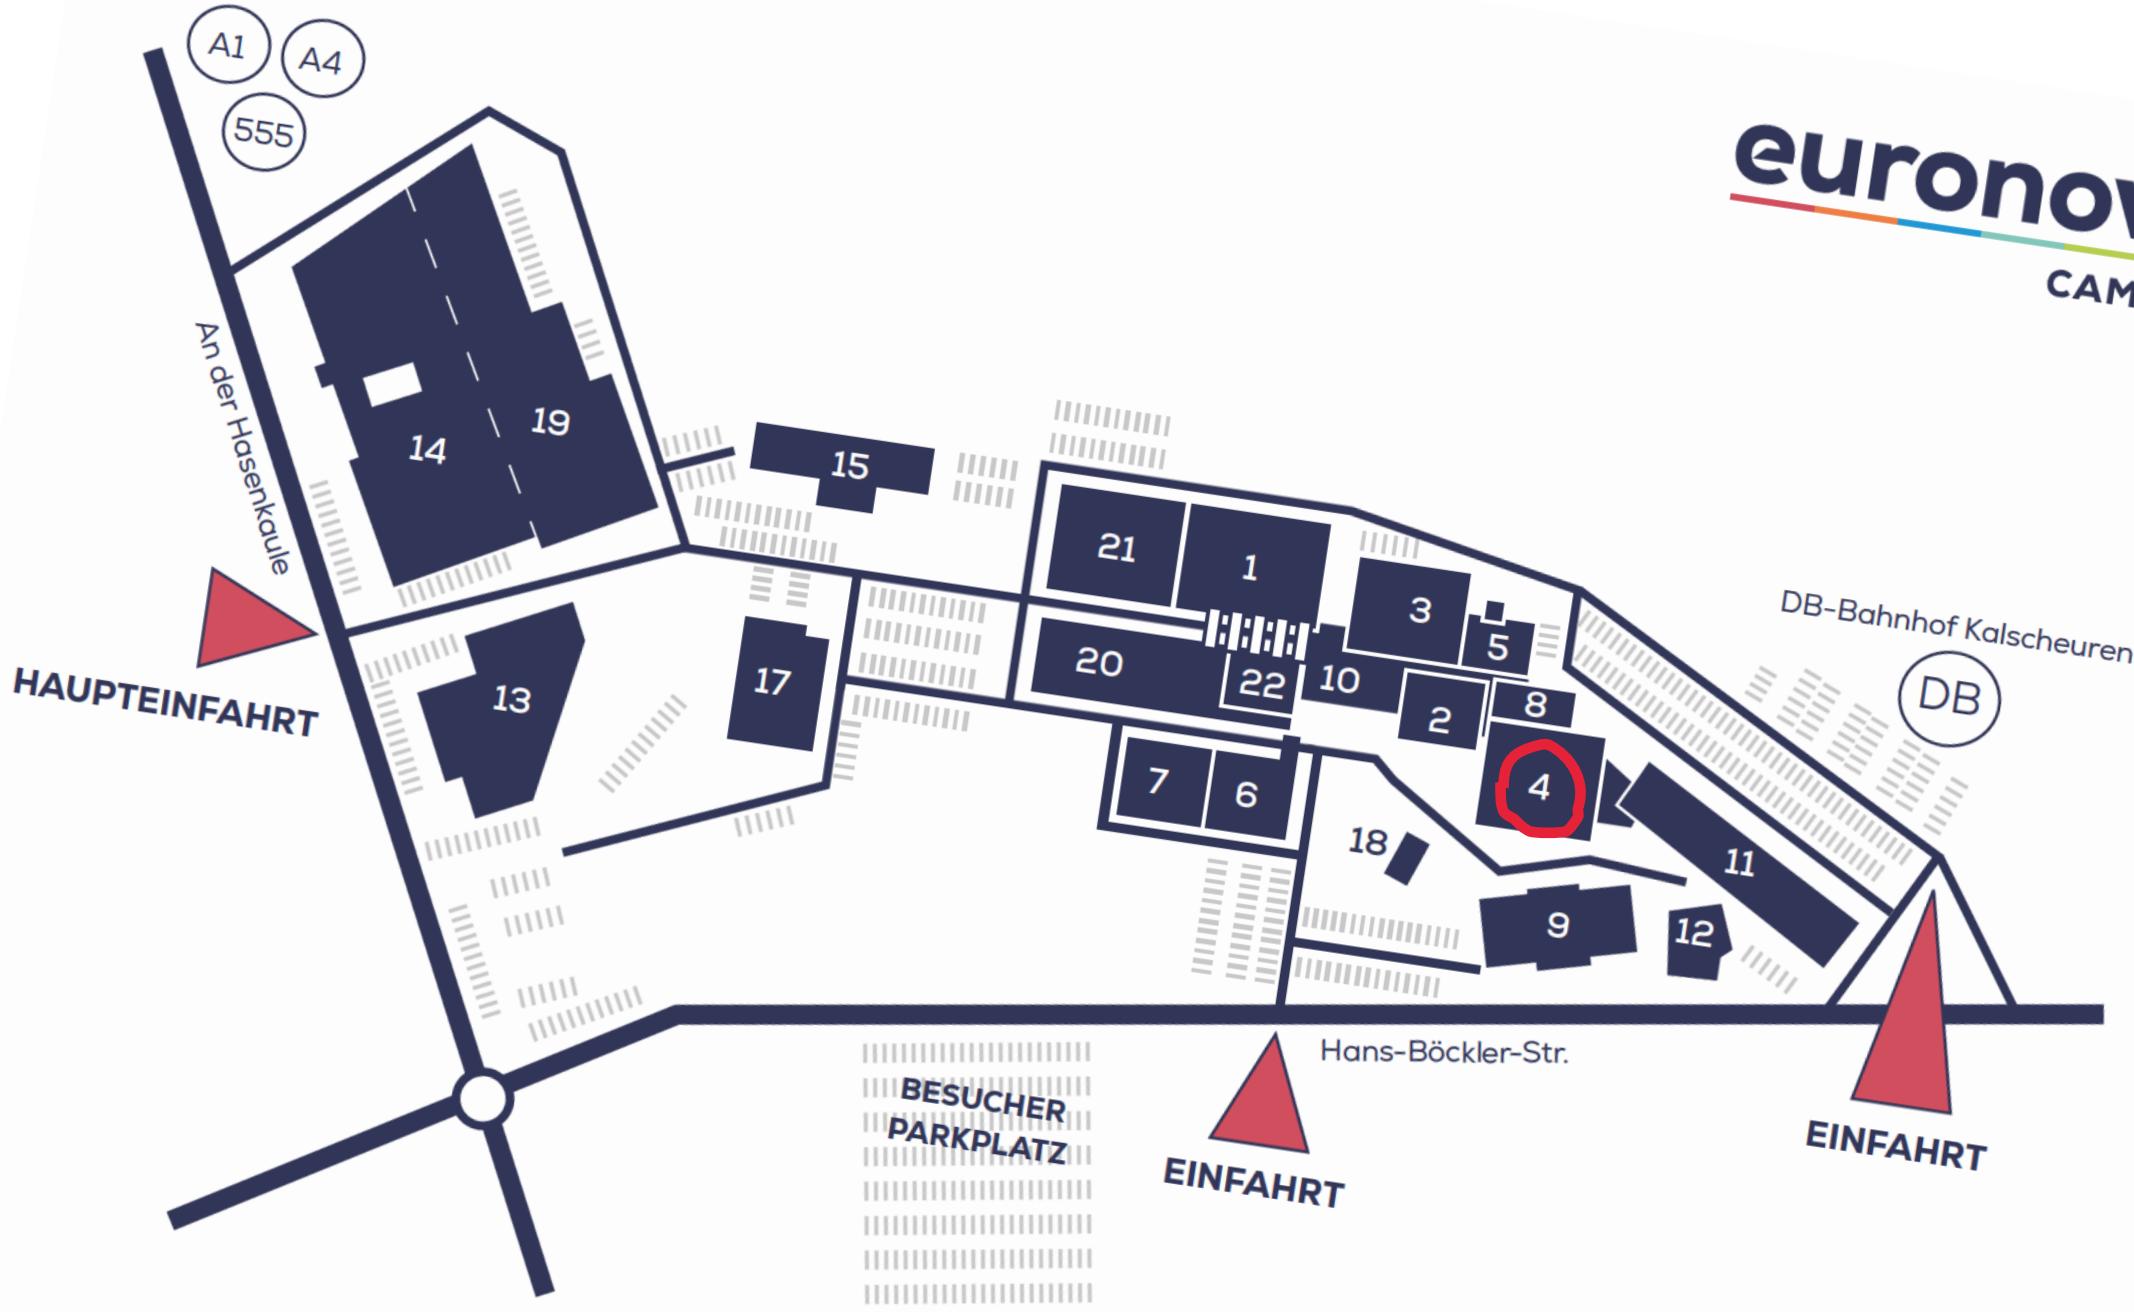 A1
A4
555
euronov
CAM
An der Hasenkaule
14
19
15
21
1
3
5
DB-Bahnhof Kalscheuren
DB
HAUPTEINFAHRT
13
17
20
22
10
2
8
7
6
4
18
11
9
12
Hans-Böckler-Str.
BESUCHER
PARKPLATZ
EINFAHRT
EINFAHRT